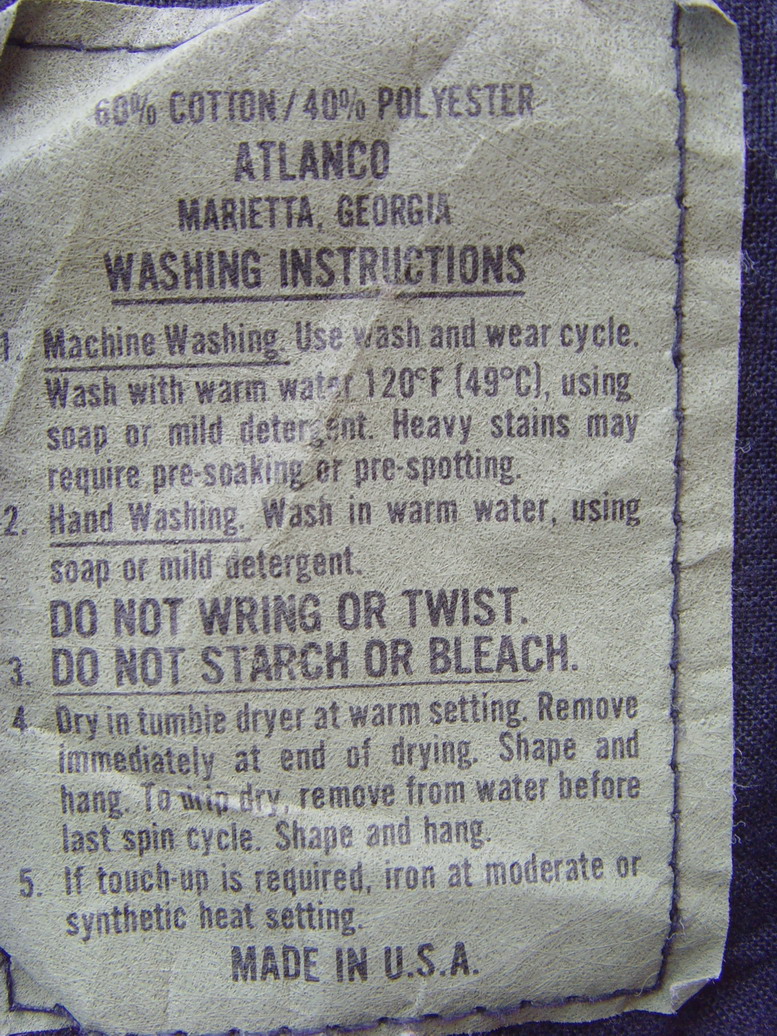 60% COTTON/40% POLYESTER
ATLANCO
MARIETTA, GEORGIA
WASHING INSTRUCTIONS
1. Machine Washing. Use wash and wear cycle.
Wash with warm water 120°F (49°C), using
soap or mild detergent. Heavy stains may
require pre-soaking or pre-spotting.
2. Hand Washing. Wash in warm water, using
soap or mild detergent.
DO NOT WRING OR TWIST.
3. DO NOT STARCH OR BLEACH.
4. Dry in tumble dryer at warm setting. Remove
immediately at end of drying. Shape and
hang. To drip dry, remove from water before
last spin cycle. Shape and hang.
5. If touch-up is required, iron at moderate or
synthetic heat setting.
MADE IN U.S.A.